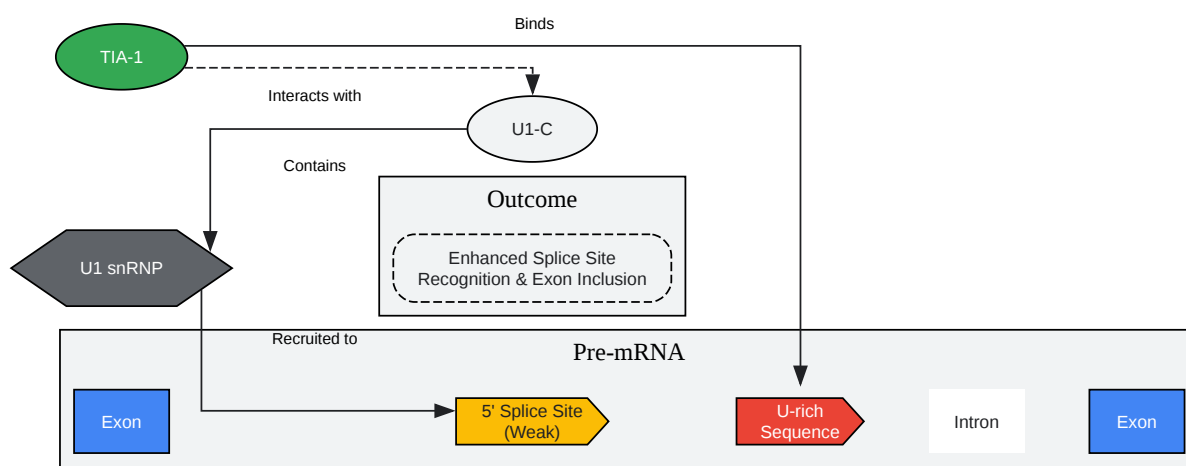 Binds
TIA-1
Interacts with
U1-C
Contains
Outcome
Enhanced Splice Site
Recognition & Exon Inclusion
U1 snRNP
Recruited to
Pre-mRNA
Exon
5' Splice Site
(Weak)
U-rich
Sequence
Intron
Exon